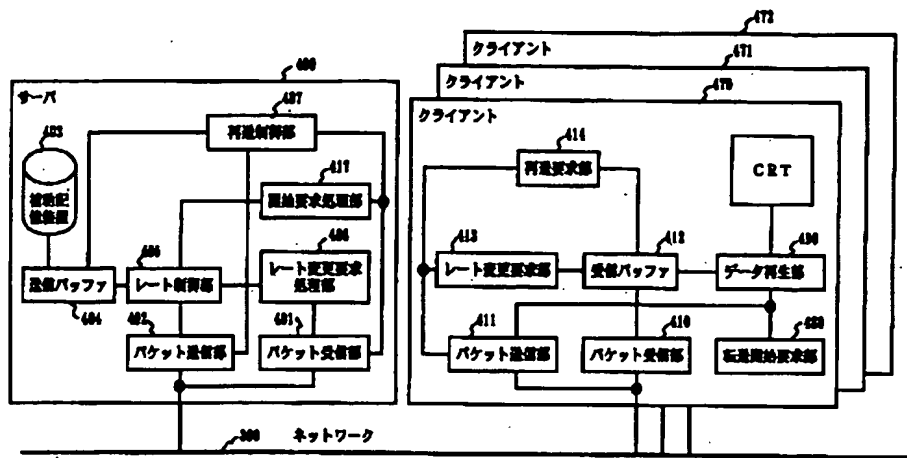 472
クライアント
471
クライアント
470
クライアント
400
サーバ
407
再送制御部
403
補助記
憶装置
417
開始要求処理部
406
レート変更要求
処理部
405
レート制御部
送信バッファ
404
402
パケット送信部
401
パケット受信部
414
再送要求部
CRT
413
レート変更要求部
412
受信バッファ
430
データ再生部
411
パケット送信部
410
パケット受信部
転送開始要求部
300
ネットワーク